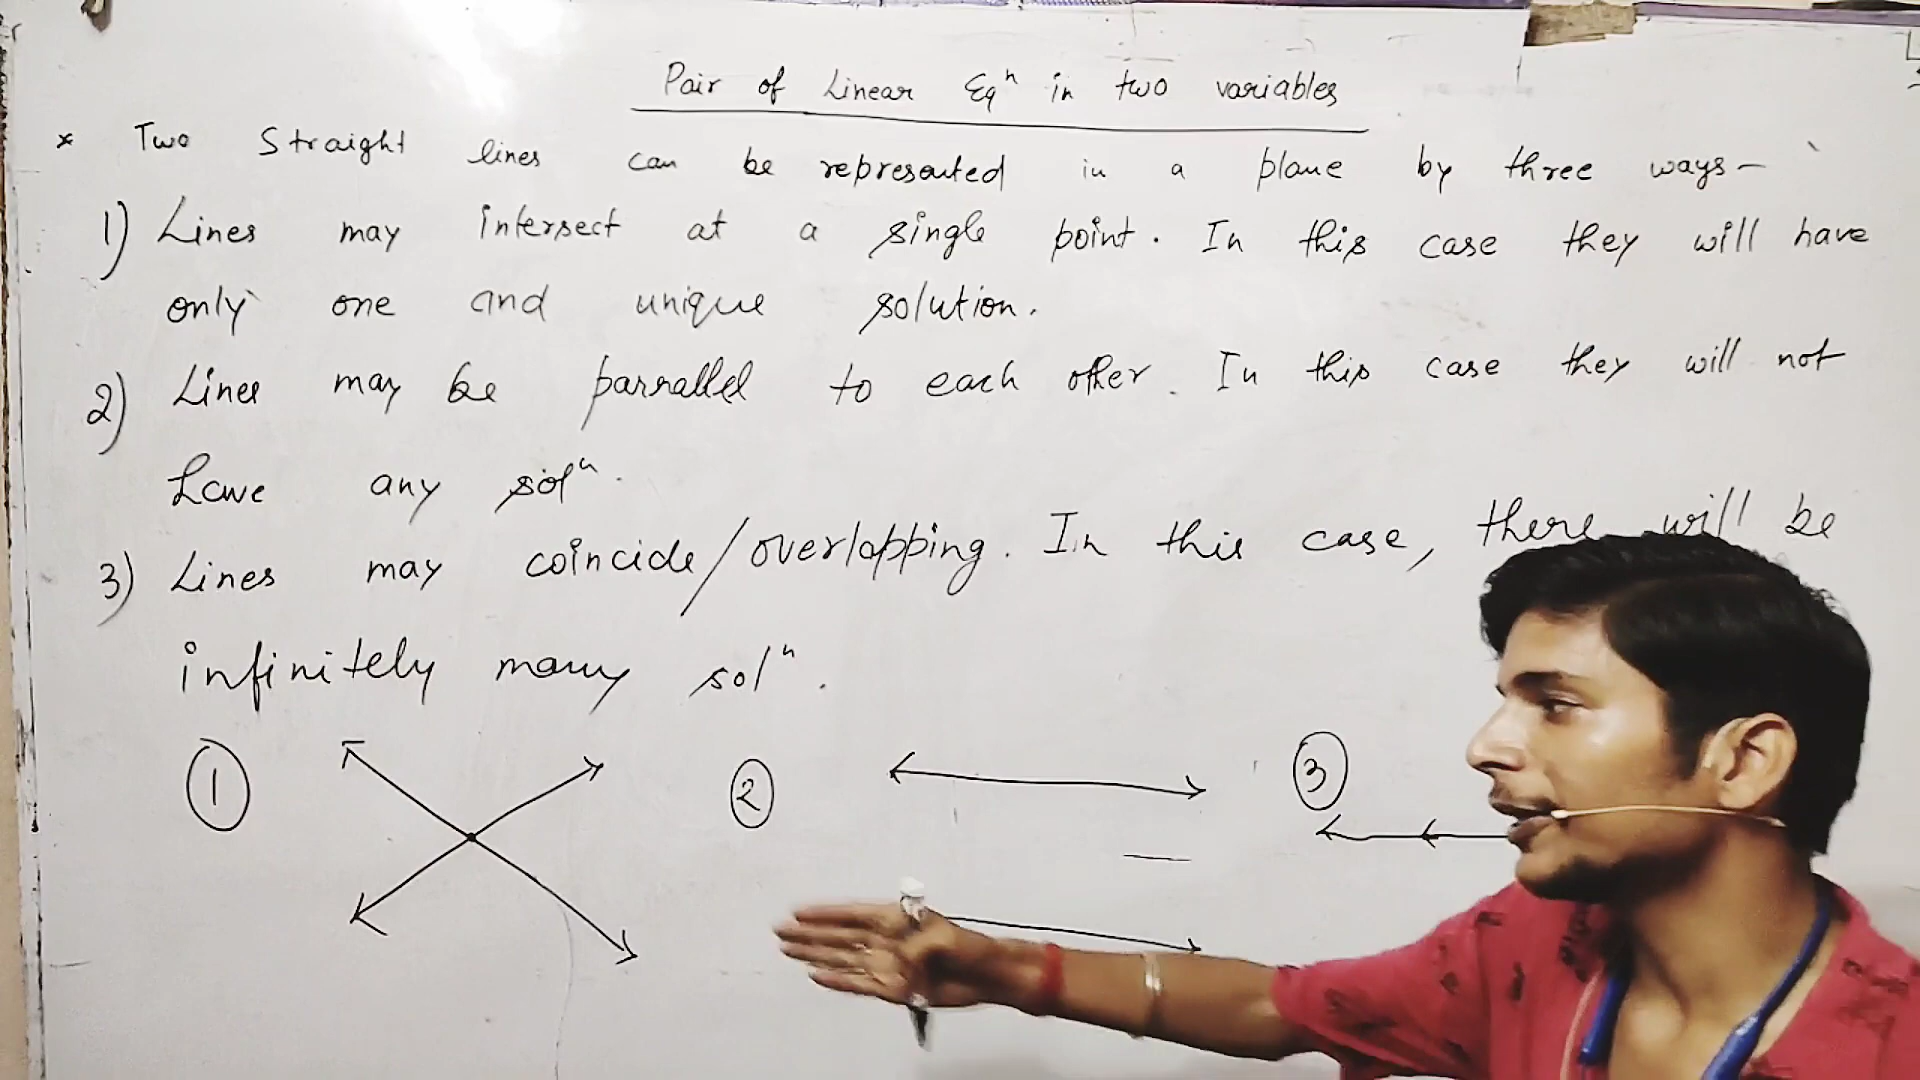 Pair of Linear Eqⁿ in two variables
* Two Straight lines can be represented in a plane by three ways-
1) Lines may intersect at a single point. In this case they will have
only one and unique solution.
2) Lines may be parrallel to each other. In this case they will not
have any solⁿ.
3) Lines may coincide/overlapping. In this case, there will be
infinitely many solⁿ.
1 2 3